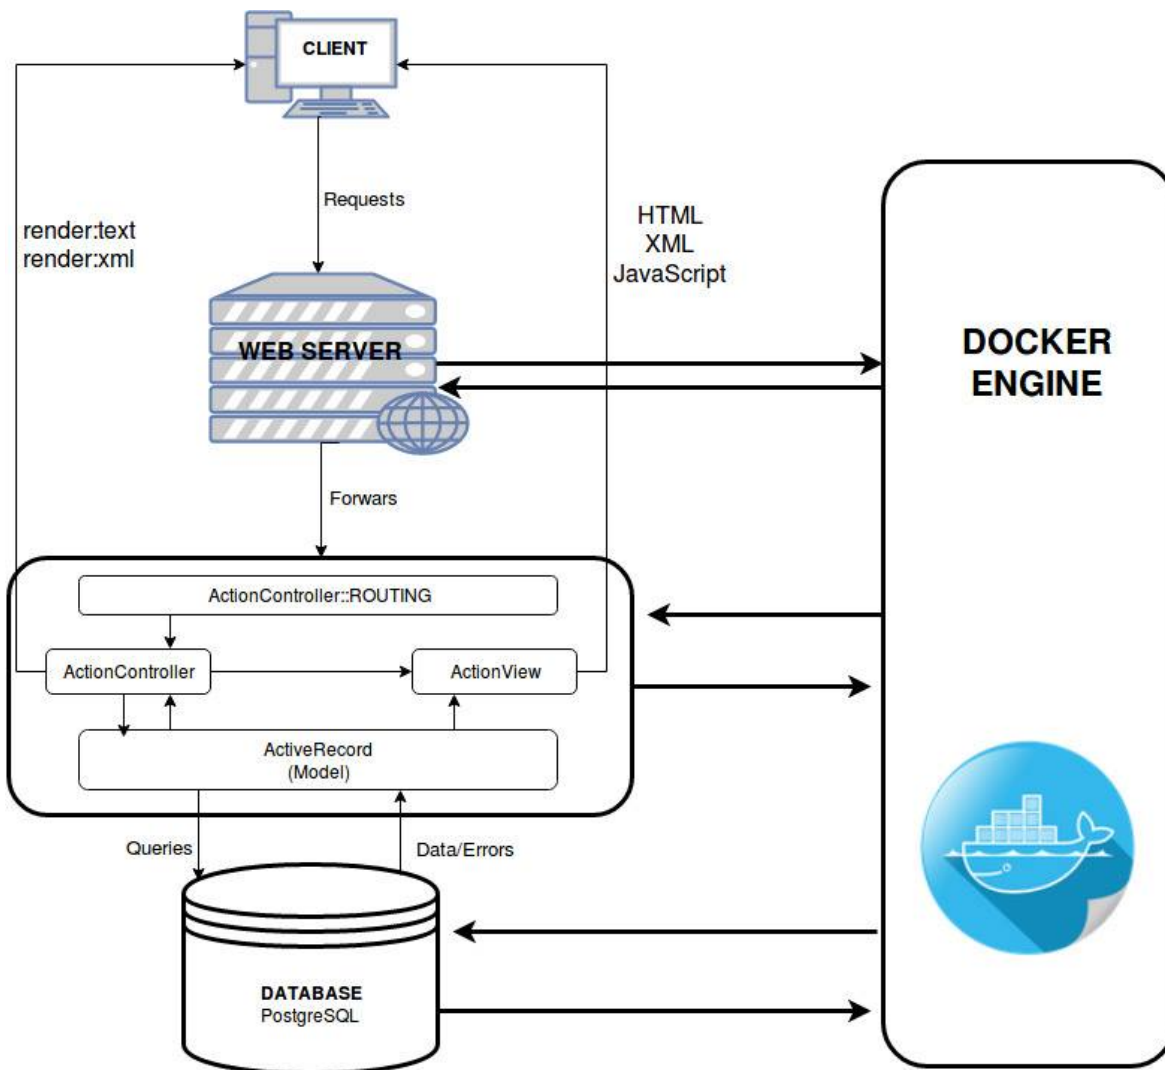 CLIENT
Requests
render:text
render:xml
HTML
XML
JavaScript
WEB SERVER
DOCKER
ENGINE
Forwars
ActionController::ROUTING
ActionController
ActionView
ActiveRecord
(Model)
Queries
Data/Errors
DATABASE
PostgreSQL